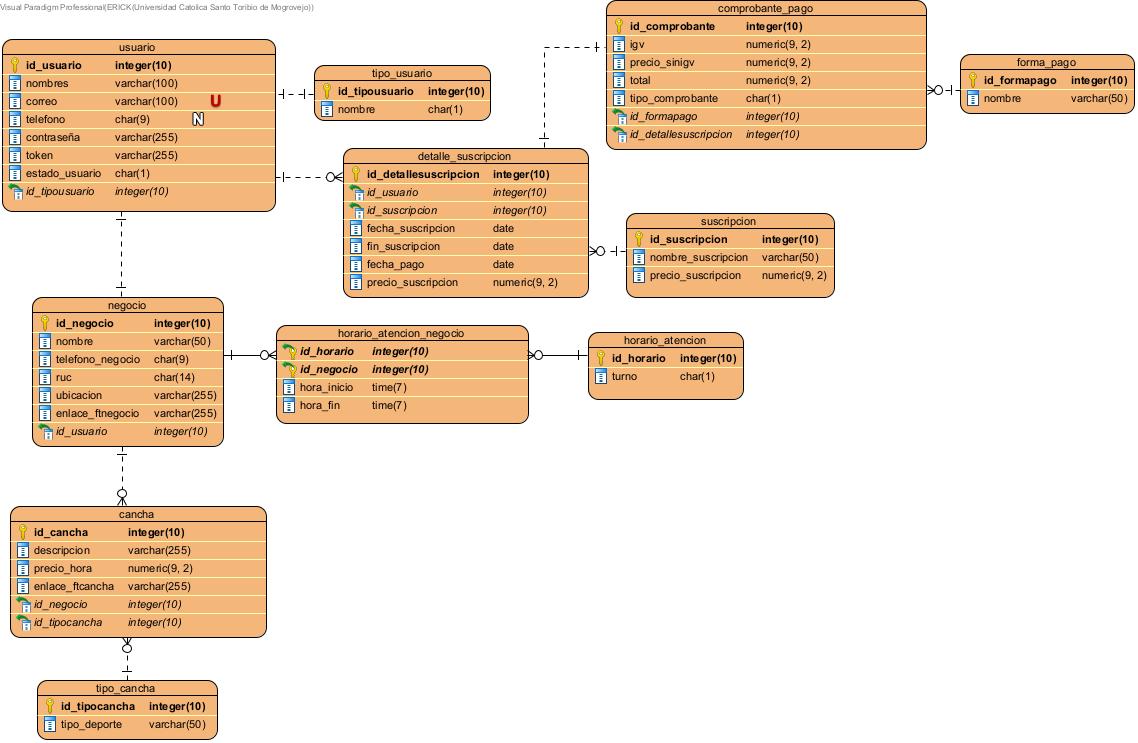 Visual Paradigm Professional(ERICK(Universidad Catolica Santo Toribio de Mogrovejo))
usuario
id_usuario integer(10)
nombres varchar(100)
correo varchar(100) U
telefono char(9) N
contraseña varchar(255)
token varchar(255)
estado_usuario char(1)
id_tipousuario integer(10)
tipo_usuario
id_tipousuario integer(10)
nombre char(1)
comprobante_pago
id_comprobante integer(10)
igv numeric(9, 2)
precio_sinigv numeric(9, 2)
total numeric(9, 2)
tipo_comprobante char(1)
id_formapago integer(10)
id_detallesuscripcion integer(10)
forma_pago
id_formapago integer(10)
nombre varchar(50)
detalle_suscripcion
id_detallesuscripcion integer(10)
id_usuario integer(10)
id_suscripcion integer(10)
fecha_suscripcion date
fin_suscripcion date
fecha_pago date
precio_suscripcion numeric(9, 2)
suscripcion
id_suscripcion integer(10)
nombre_suscripcion varchar(50)
precio_suscripcion numeric(9, 2)
negocio
id_negocio integer(10)
nombre varchar(50)
telefono_negocio char(9)
ruc char(14)
ubicacion varchar(255)
enlace_ftnegocio varchar(255)
id_usuario integer(10)
horario_atencion_negocio
id_horario integer(10)
id_negocio integer(10)
hora_inicio time(7)
hora_fin time(7)
horario_atencion
id_horario integer(10)
turno char(1)
cancha
id_cancha integer(10)
descripcion varchar(255)
precio_hora numeric(9, 2)
enlace_ftcancha varchar(255)
id_negocio integer(10)
id_tipocancha integer(10)
tipo_cancha
id_tipocancha integer(10)
tipo_deporte varchar(50)